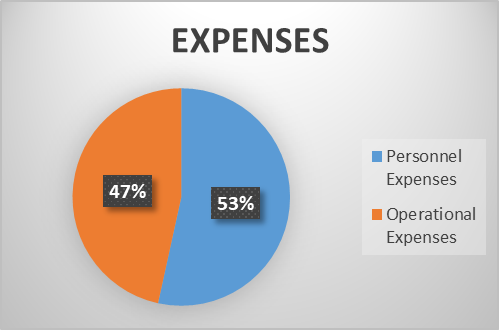 EXPENSES
47%
53%
Personnel
Expenses
Operational
Expenses